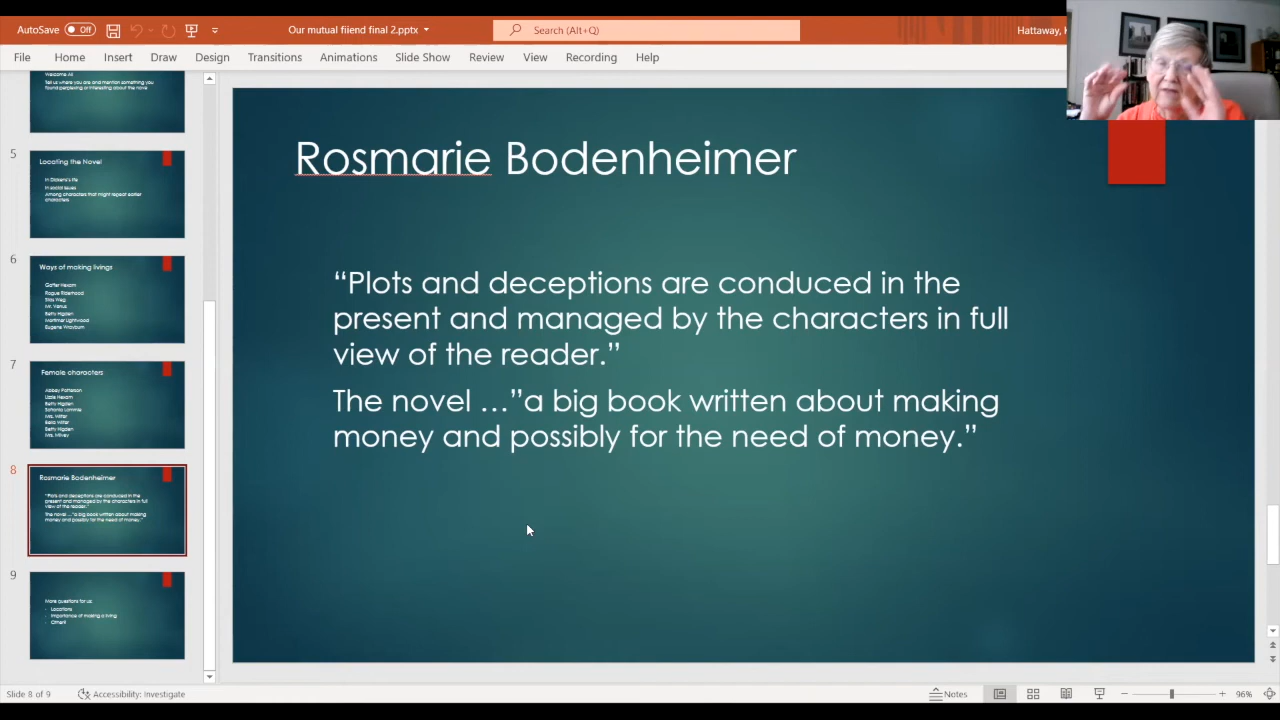 AutoSave Off
Our mutual fiiend final 2.pptx
Search (Alt+Q)
Hattaway,
File Home Insert Draw Design Transitions Animations Slide Show Review View Recording Help
Welcome All
Tell us where you are and mention something you
found perplexing or interesting about the nove
5
Locating the Novel
In Dickens's life
In social issues
Among characters that might repeat earlier
characters
6
Ways of making livings
Gaffer Hexam
Rogue Riderhood
Silas Weg
Mr. Venus
Betty Higden
Mortimer Lightwood
Eugene Wrayburn
7
Female characters
Abbey Potterson
Lizzie Hexam
Betty Higden
Sofronia Lammle
Mrs. Wilfer
Bella Wilfer
Betty Higden
Mrs. Milvey
8
Rosmarie Bodenheimer
“Plots and deceptions are conduced in the
present and managed by the characters in full
view of the reader.”
The novel …”a big book written about making
money and possibly for the need of money.”
9
More questions for us
Locations
Importance of making a living
Others?
Rosmarie Bodenheimer
“Plots and deceptions are conduced in the
present and managed by the characters in full
view of the reader.”
The novel …”a big book written about making
money and possibly for the need of money.”
Slide 8 of 9 Accessibility: Investigate Notes 96%